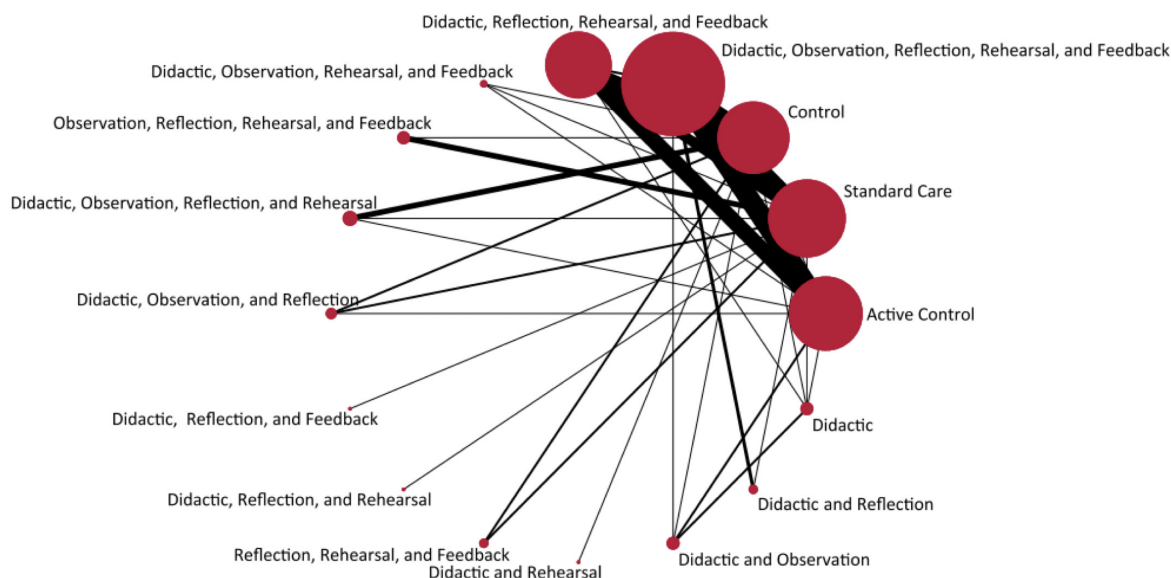 Didactic, Reflection, Rehearsal, and Feedback
Didactic, Observation, Reflection, Rehearsal, and Feedback
Didactic, Observation, Rehearsal, and Feedback
Control
Observation, Reflection, Rehearsal, and Feedback
Standard Care
Didactic, Observation, Reflection, and Rehearsal
Didactic, Observation, and Reflection
Active Control
Didactic, Reflection, and Feedback
Didactic
Didactic, Reflection, and Rehearsal
Didactic and Reflection
Reflection, Rehearsal, and Feedback
Didactic and Observation
Didactic and Rehearsal